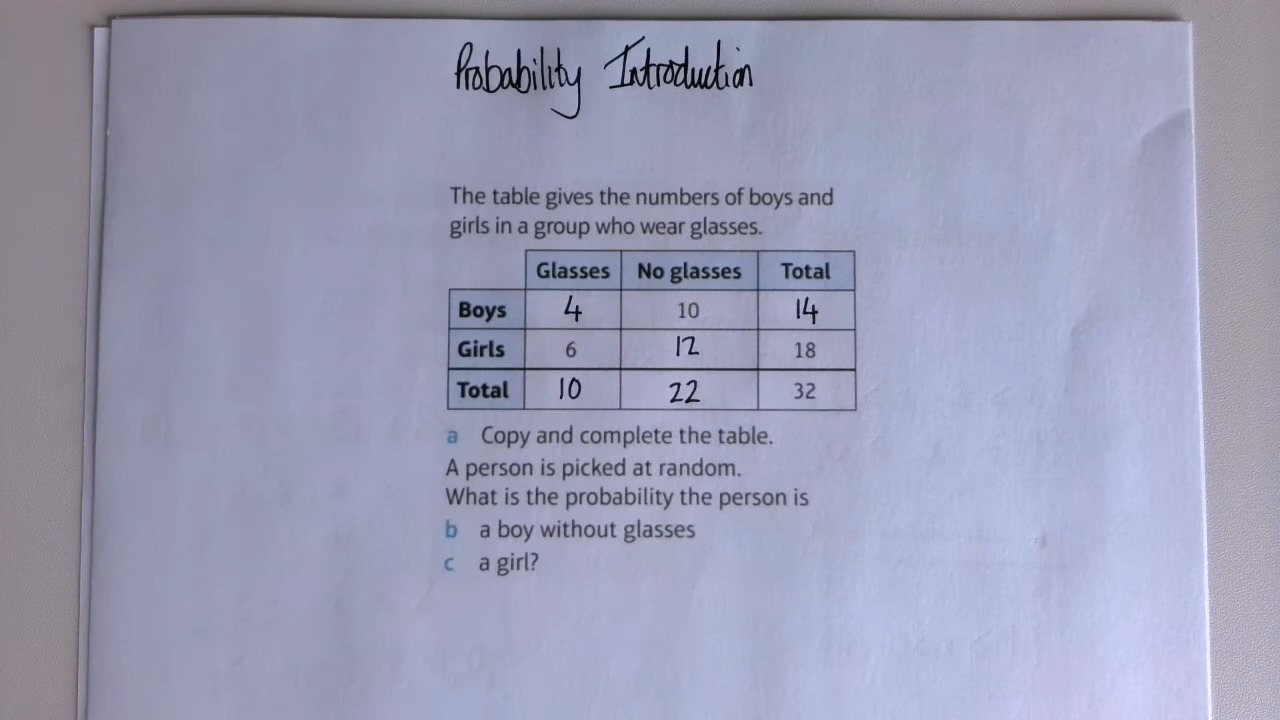 Probability Introduction
The table gives the numbers of boys and
girls in a group who wear glasses.
Glasses No glasses Total
Boys 4 10 14
Girls 6 12 18
Total 10 22 32
a Copy and complete the table.
A person is picked at random.
What is the probability the person is
b a boy without glasses
c a girl?